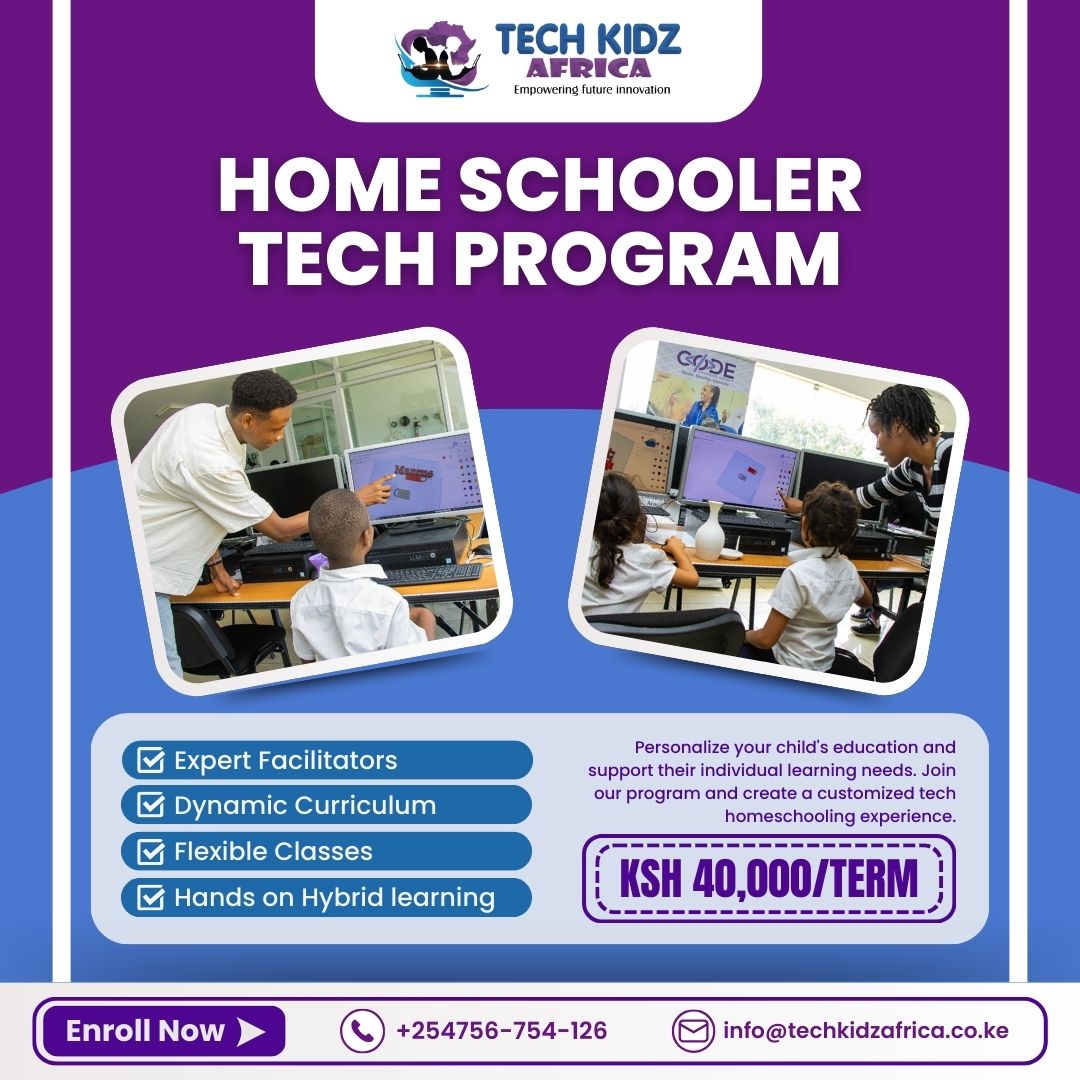 TECH KIDZ
AFRICA
Empowering future innovation
HOME SCHOOLER
TECH PROGRAM
Marcus
CODE
Expert Facilitators
Dynamic Curriculum
Flexible Classes
Hands on Hybrid learning
Personalize your child's education and
support their individual learning needs. Join
our program and create a customized tech
homeschooling experience.
KSH 40,000/TERM
Enroll Now
+254756-754-126
info@techkidzafrica.co.ke